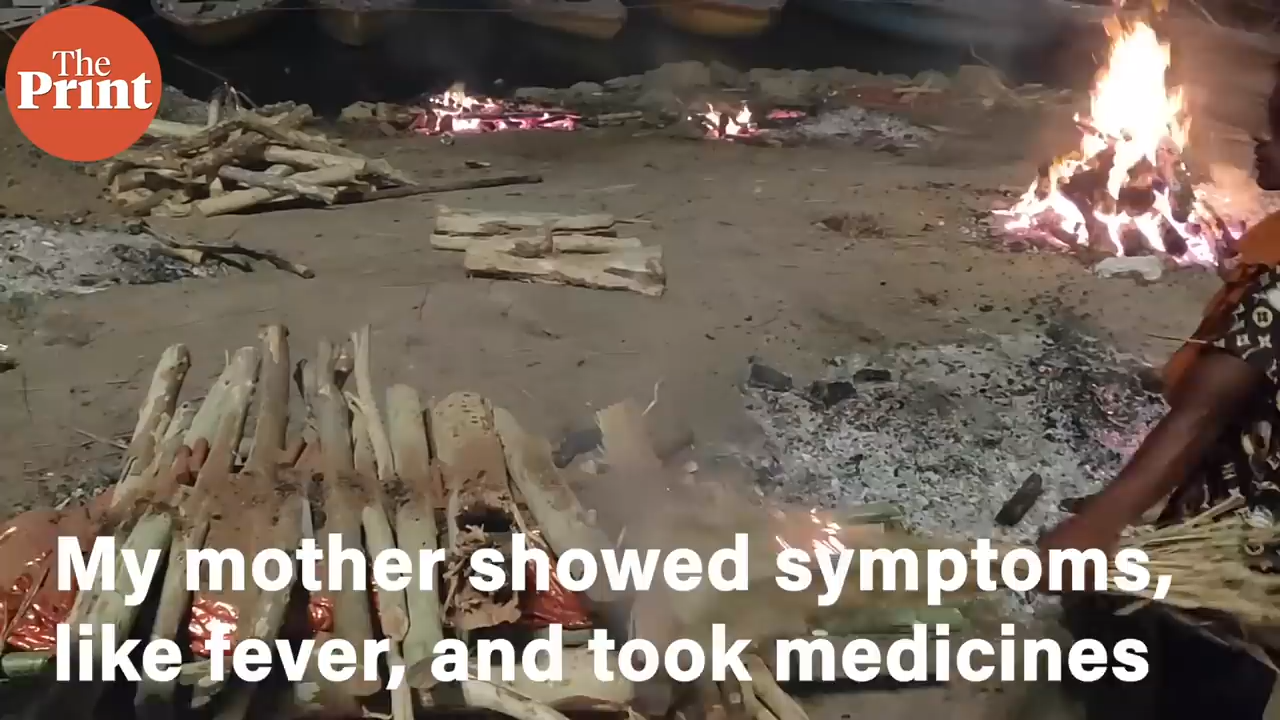 The
Print
My mother showed symptoms,
like fever, and took medicines